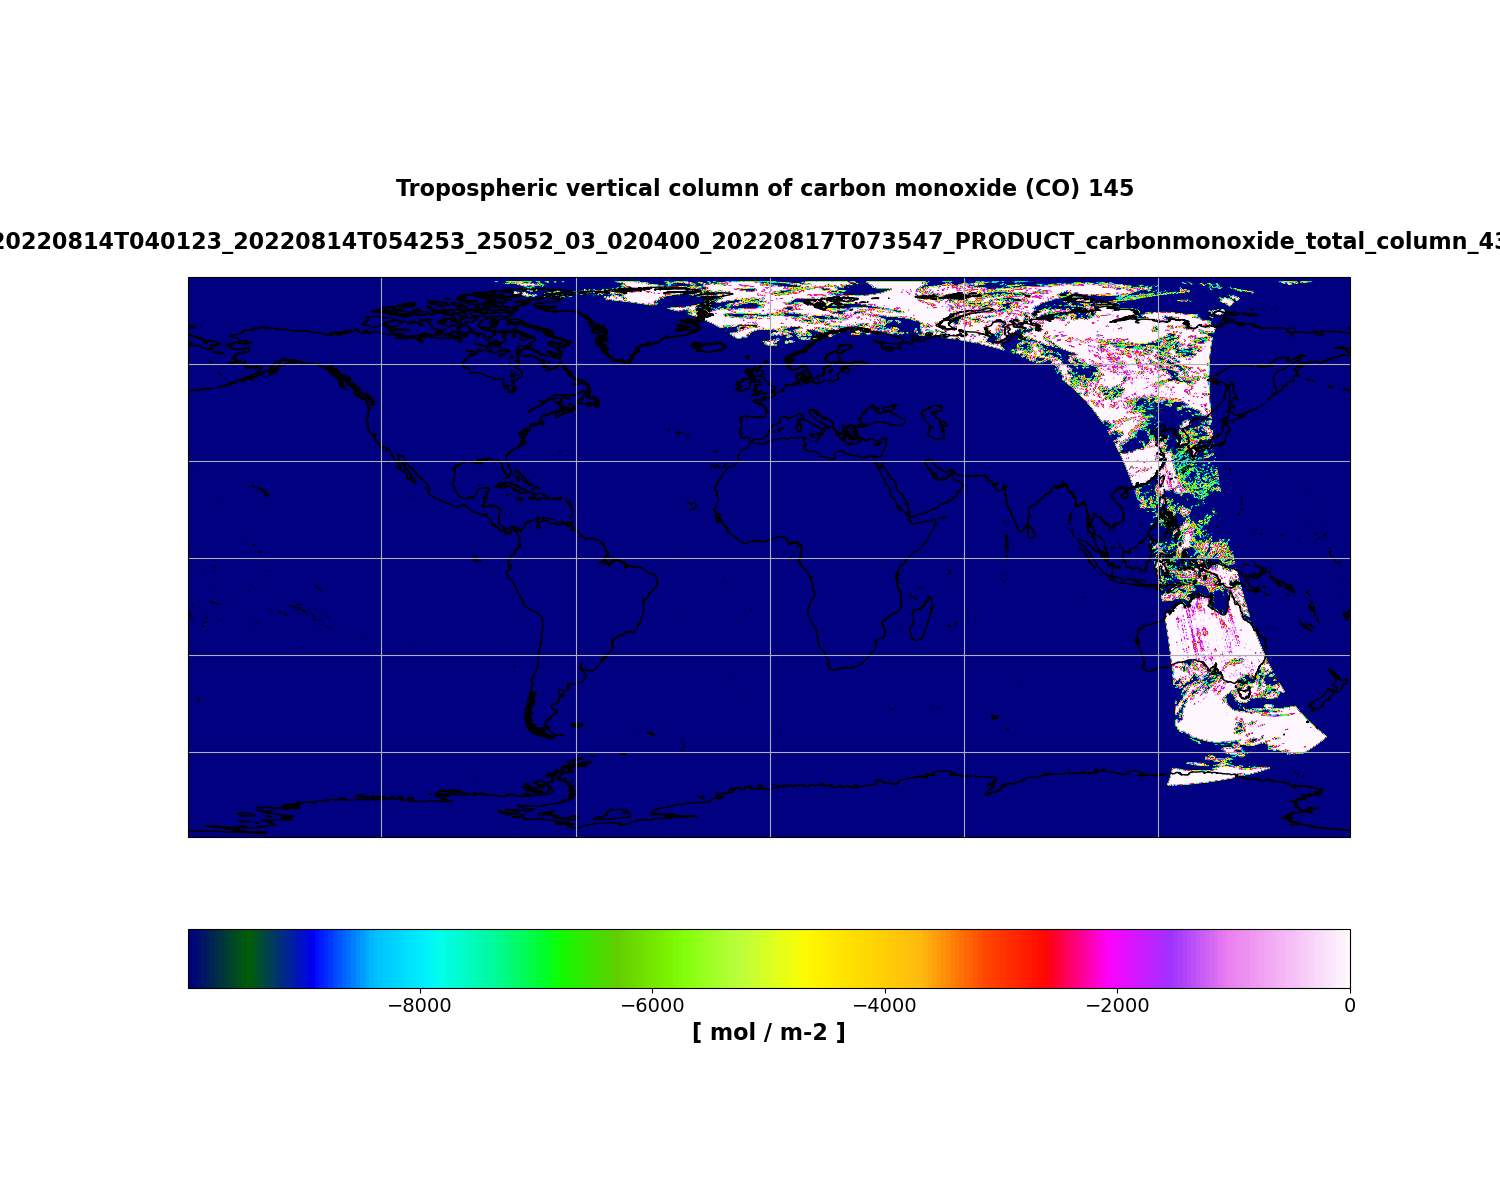 Tropospheric vertical column of carbon monoxide (CO) 145
20220814T040123_20220814T054253_25052_03_020400_20220817T073547_PRODUCT_carbonmonoxide_total_column_43
−8000 −6000 −4000 −2000 0
[ mol / m-2 ]